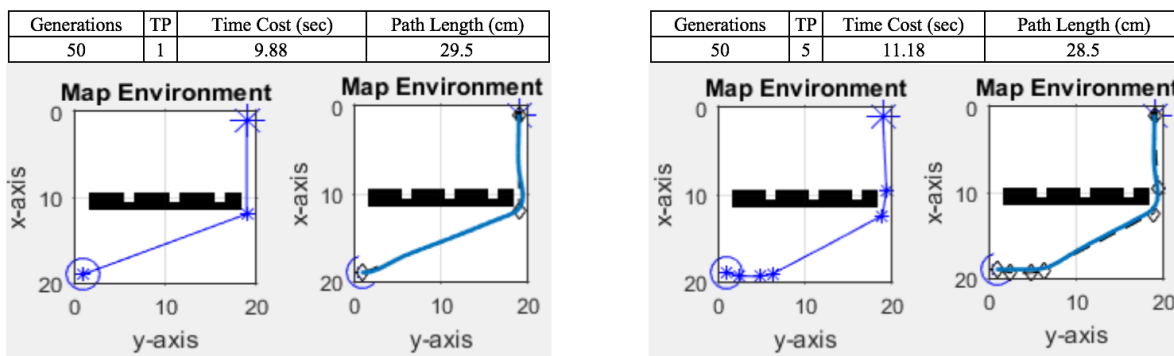 Generations TP Time Cost (sec) Path Length (cm)
50 1 9.88 29.5
Map Environment
0
10
20
0 10 20
x-axis
y-axis
Map Environment
0
10
20
0 10 20
x-axis
y-axis
Generations TP Time Cost (sec) Path Length (cm)
50 5 11.18 28.5
Map Environment
0
10
20
0 10 20
x-axis
y-axis
Map Environment
0
10
20
0 10 20
x-axis
y-axis